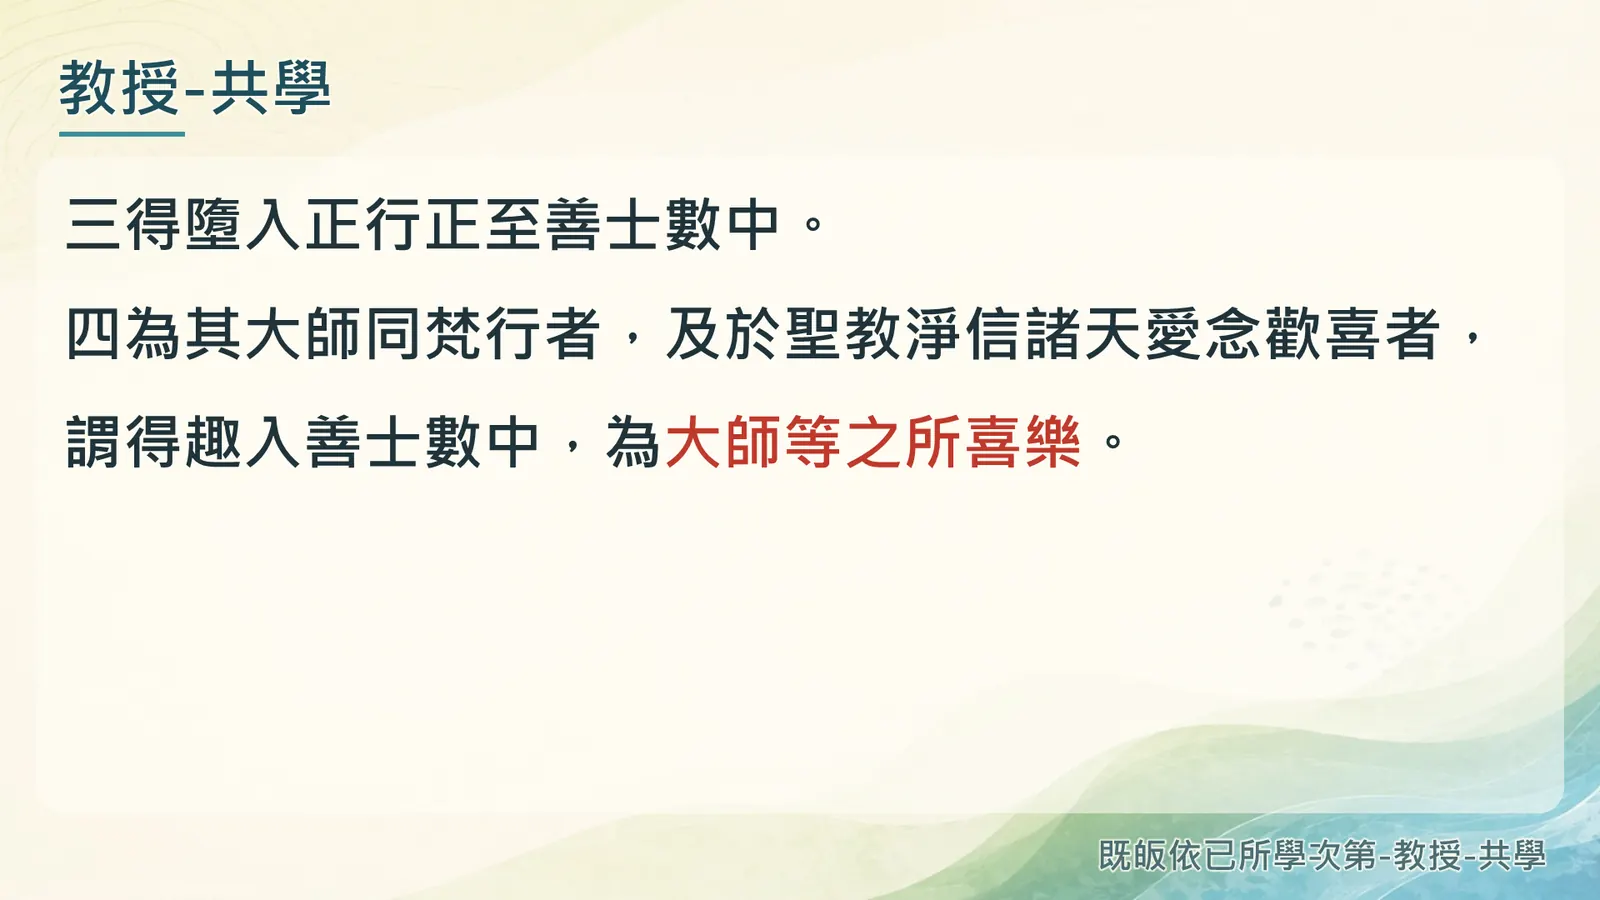 教授-共學
三得墮入正行正至善士數中。
四為其大師同梵行者，及於聖教淨信諸天愛念歡喜者，
謂得趣入善士數中，為大師等之所喜樂。
既皈依已所學次第-教授-共學